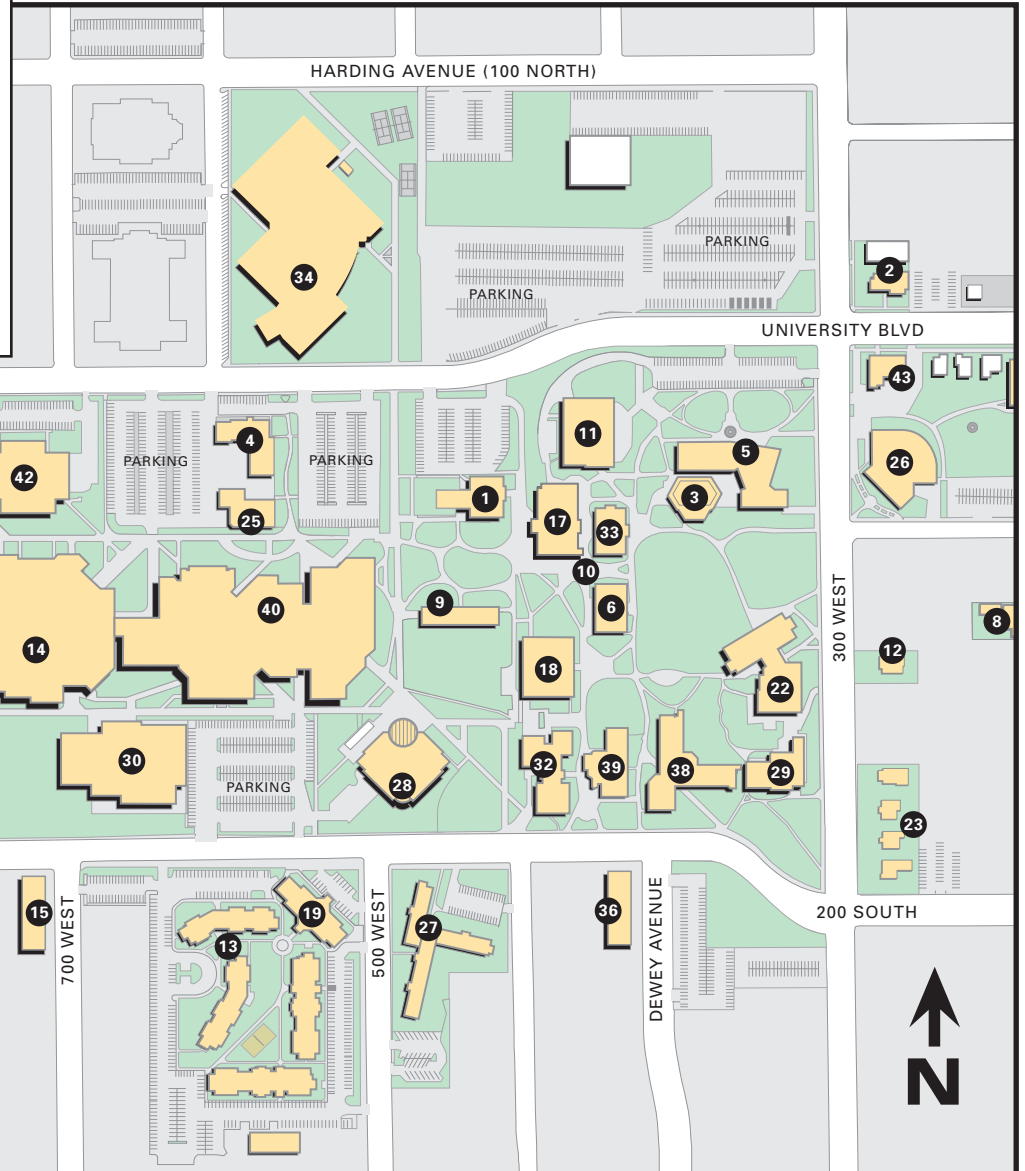 HARDING AVENUE (100 NORTH)
34
PARKING
PARKING
2
UNIVERSITY BLVD
43
11
4
5
PARKING
PARKING
26
42
3
1
25
17
33
10
300 WEST
9
40
6
8
14
12
18
22
30
32
39
38
29
28
PARKING
23
15
19
36
200 SOUTH
13
27
700 WEST
500 WEST
DEWEY AVENUE
N